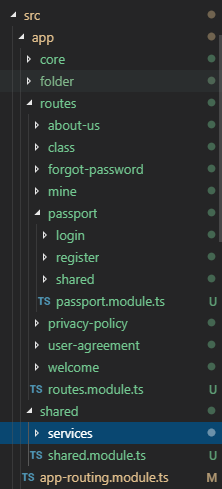 src
app
core
folder
routes
about-us
class
forgot-password
mine
passport
login
register
shared
TS passport.module.ts U
privacy-policy
user-agreement
welcome
TS routes.module.ts U
shared
services
TS shared.module.ts U
TS app-routing.module.ts M